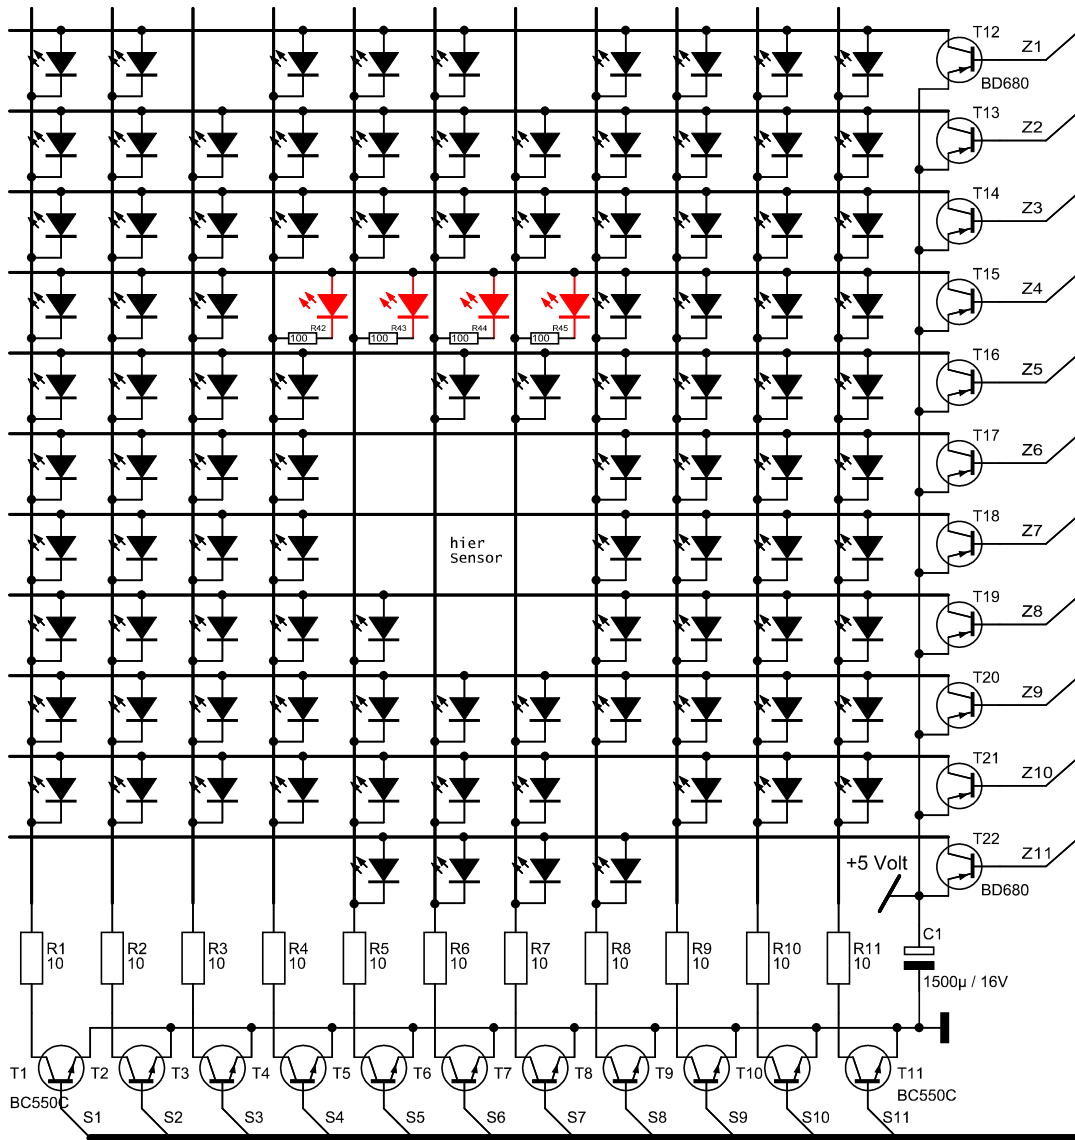 T12
Z1
BD680
T13
Z2
T14
Z3
T15
Z4
R42
R43
R44
R45
100
100
100
100
T16
Z5
T17
Z6
T18
Z7
hier
Sensor
T19
Z8
T20
Z9
T21
Z10
T22
Z11
+5 Volt
BD680
R1
10
R2
10
R3
10
R4
10
R5
10
R6
10
R7
10
R8
10
R9
10
R10
10
R11
10
C1
1500µ / 16V
T1
T2
T3
T4
T5
T6
T7
T8
T9
T10
T11
BC550C
BC550C
S1
S2
S3
S4
S5
S6
S7
S8
S9
S10
S11